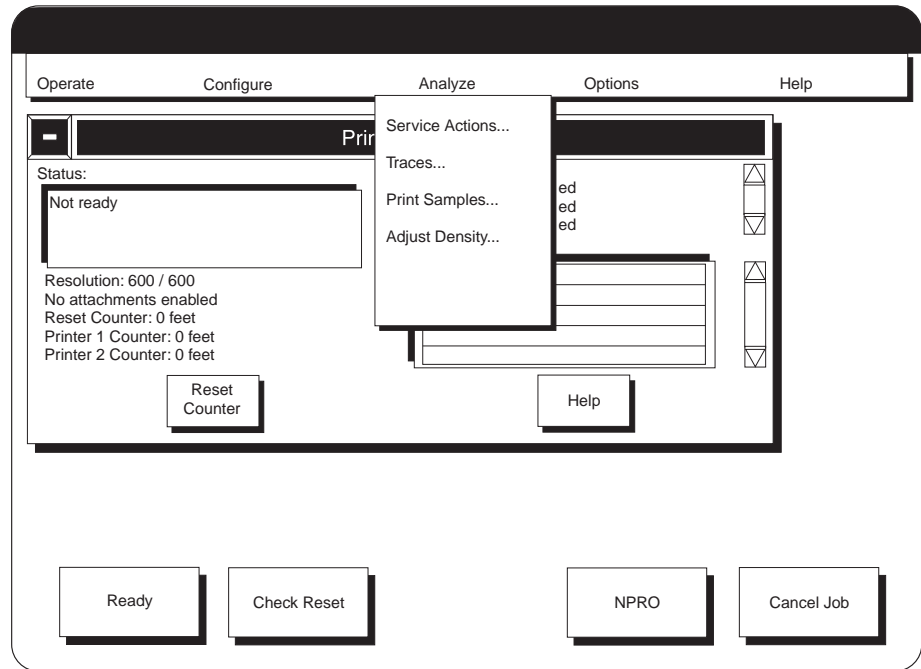 Operate Configure Analyze Options Help
Service Actions...
Traces...
Print Samples...
Adjust Density...
Status:
Not ready
ed
ed
ed
Resolution: 600 / 600
No attachments enabled
Reset Counter: 0 feet
Printer 1 Counter: 0 feet
Printer 2 Counter: 0 feet
Reset
Counter
Help
Ready
Check Reset
NPRO
Cancel Job